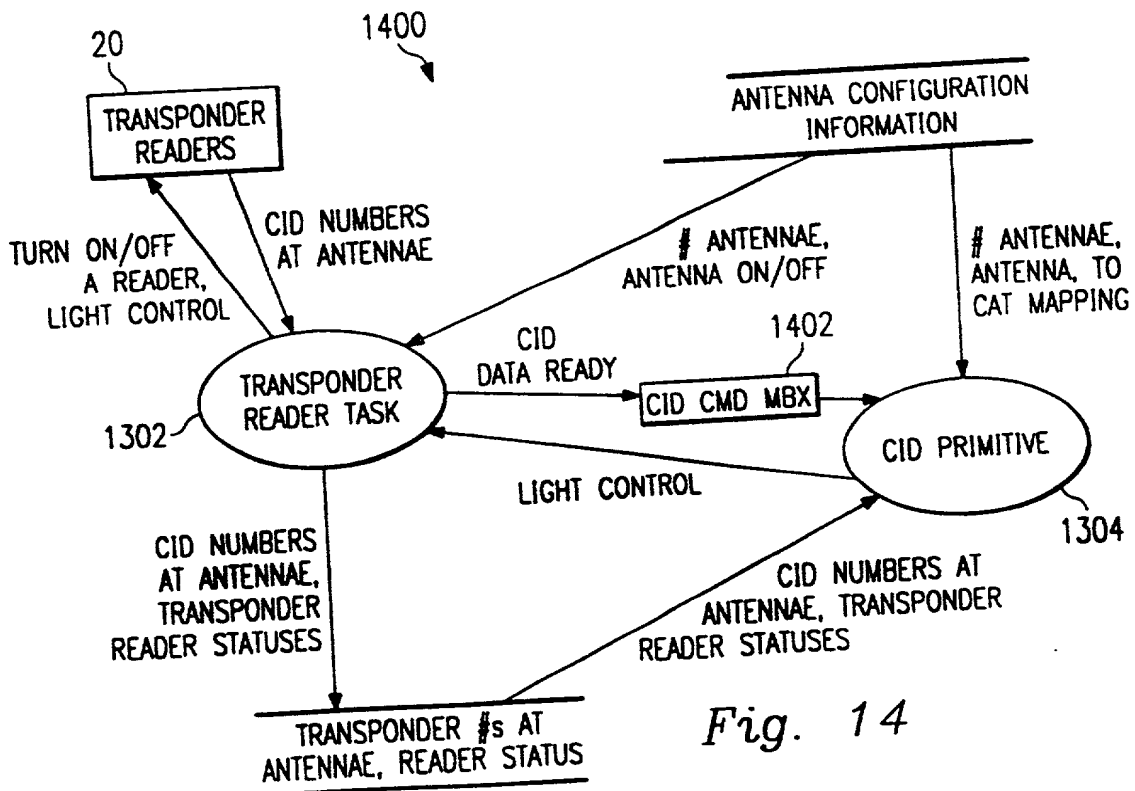 20
1400
TRANSPONDER
READERS
ANTENNA CONFIGURATION
INFORMATION
TURN ON/OFF
A READER,
LIGHT CONTROL
CID NUMBERS
AT ANTENNAE
# ANTENNAE,
ANTENNA ON/OFF
# ANTENNAE,
ANTENNA, TO
CAT MAPPING
TRANSPONDER
READER TASK
1302
CID
DATA READY
1402
CID CMD MBX
CID PRIMITIVE
1304
LIGHT CONTROL
CID NUMBERS
AT ANTENNAE,
TRANSPONDER
READER STATUSES
CID NUMBERS AT
ANTENNAE, TRANSPONDER
READER STATUSES
TRANSPONDER #s AT
ANTENNAE, READER STATUS
Fig. 14